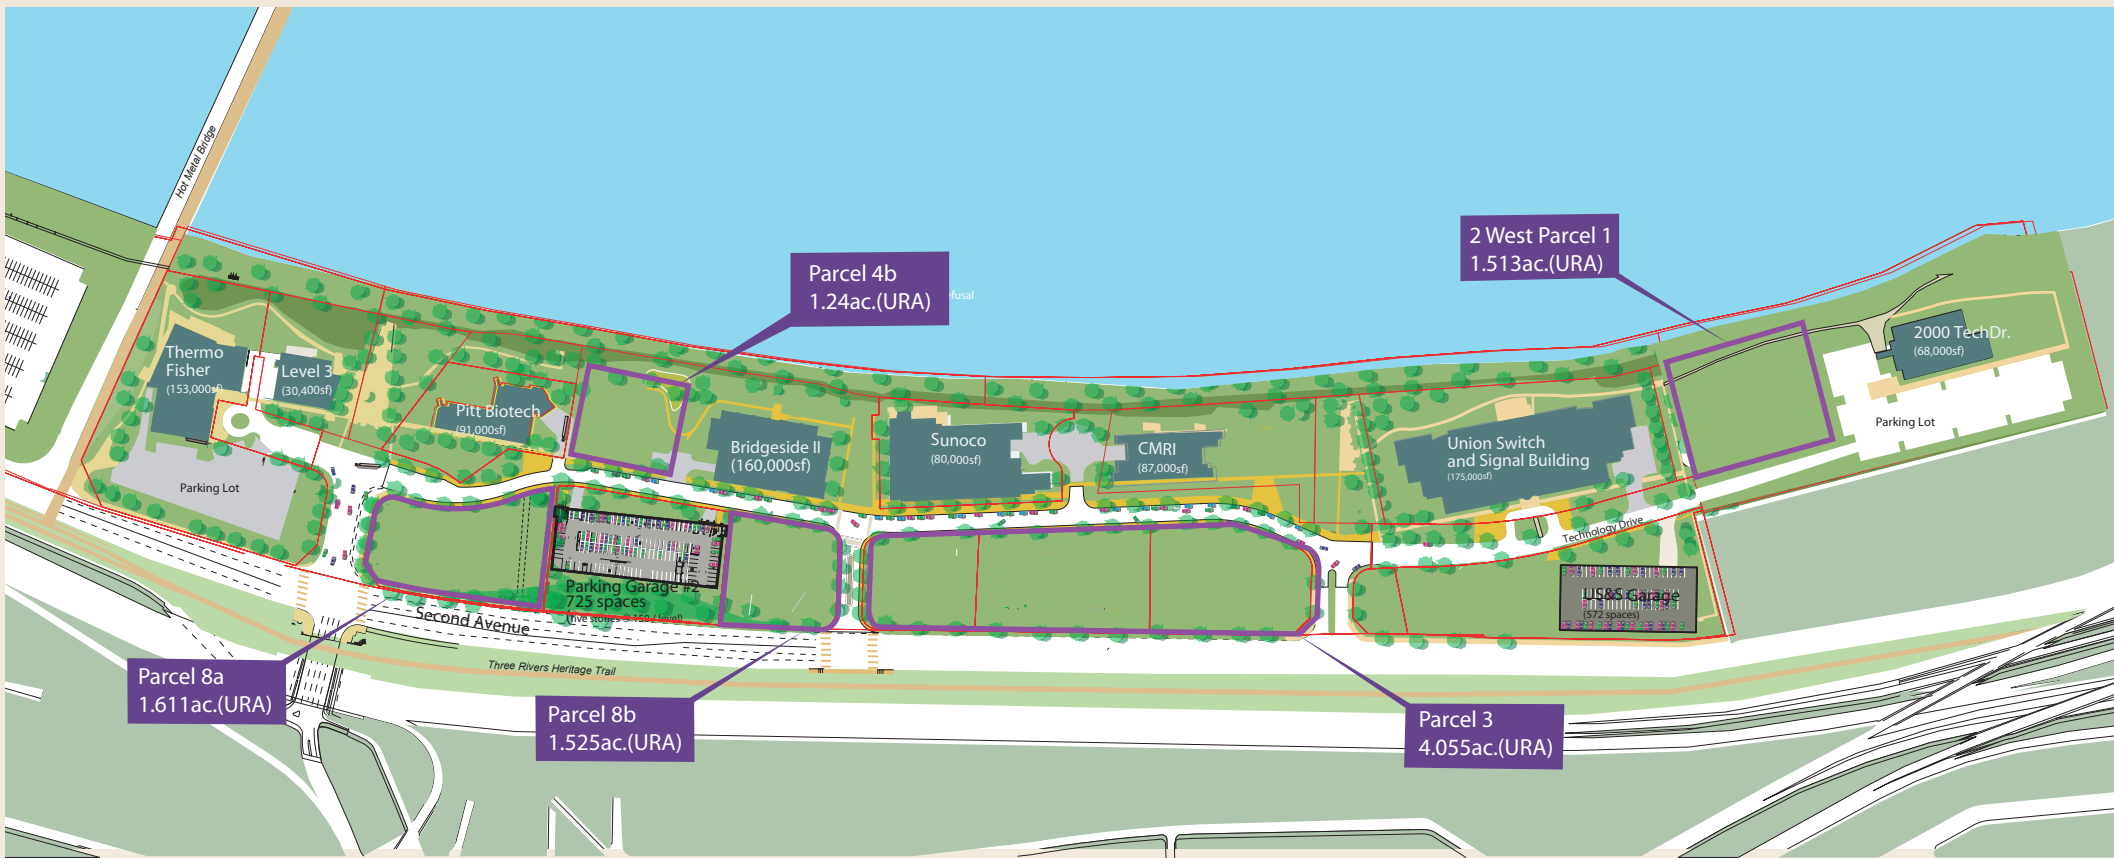 Hot Metal Bridge
2 West Parcel 1
1.513ac.(URA)
Parcel 4b
1.24ac.(URA)
2000 TechDr.
(68,000sf)
Parking Lot
Thermo
Fisher
(153,000sf)
Level 3
(30,400sf)
Pitt Biotech
(91,000sf)
Bridgeside II
(160,000sf)
Sunoco
(80,000sf)
CMRI
(87,000sf)
Union Switch
and Signal Building
(175,000sf)
Parking Lot
Technology Drive
Parking Garage #2
725 spaces
(five stories @ 150 / level)
US&S Garage
(572 spaces)
Second Avenue
Three Rivers Heritage Trail
Parcel 8a
1.611ac.(URA)
Parcel 8b
1.525ac.(URA)
Parcel 3
4.055ac.(URA)